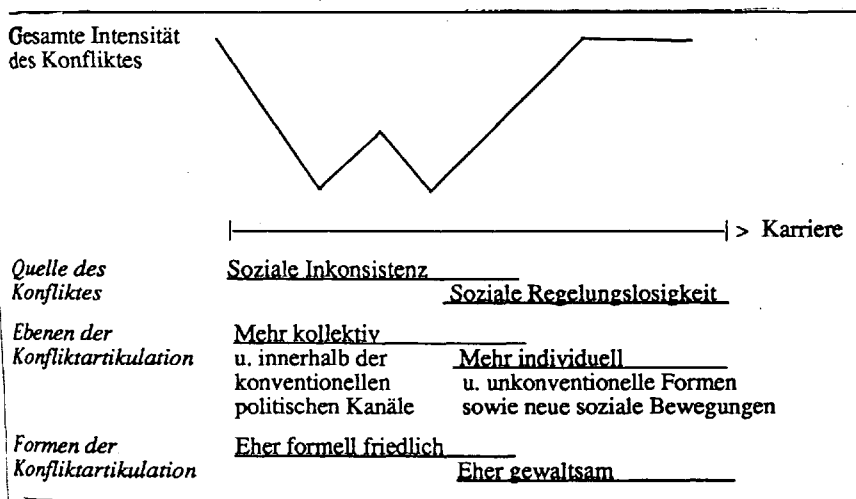 Gesamte Intensität
des Konfliktes
> Karriere
Quelle des
Konfliktes
Soziale Inkonsistenz
Soziale Regelungslosigkeit
Ebenen der
Konfliktartikulation
Mehr kollektiv
u. innerhalb der
konventionellen
politischen Kanäle
Mehr individuell
u. unkonventionelle Formen
sowie neue soziale Bewegungen
Formen der
Konfliktartikulation
Eher formell friedlich
Eher gewaltsam